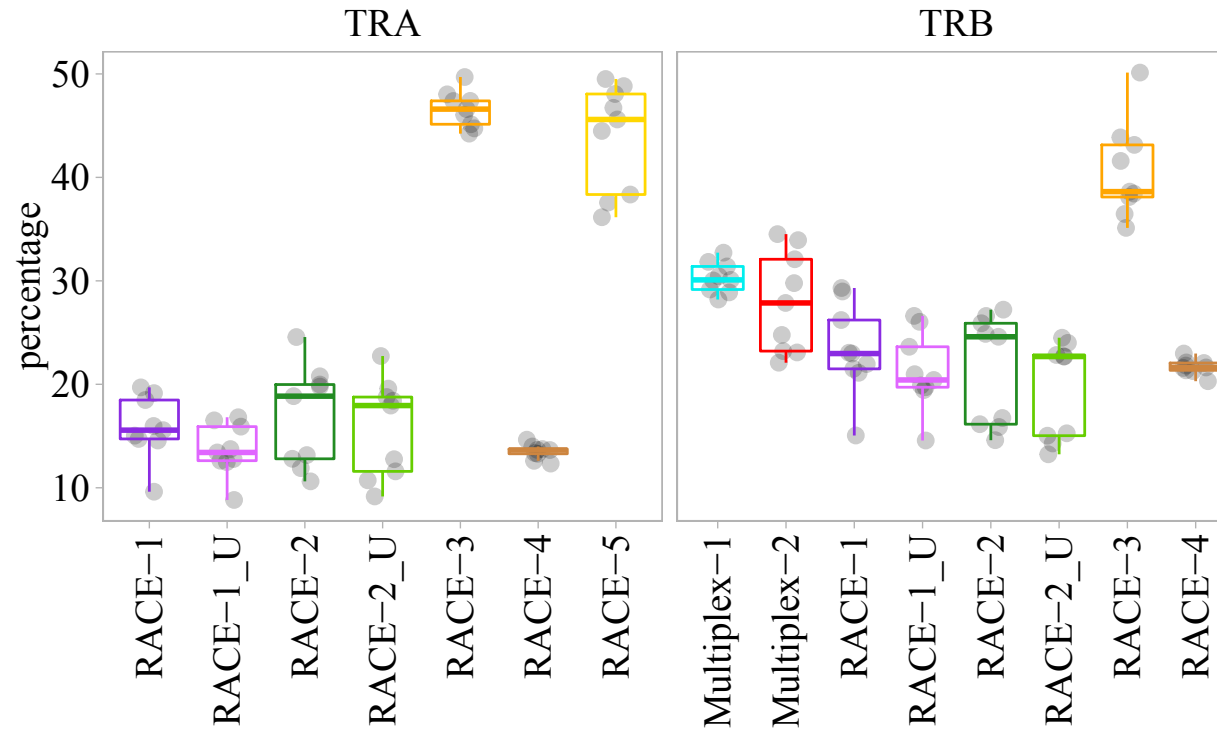 TRA
TRB
percentage
50
40
30
20
10
RACE−1
RACE−1_U
RACE−2
RACE−2_U
RACE−3
RACE−4
RACE−5
Multiplex−1
Multiplex−2
RACE−1
RACE−1_U
RACE−2
RACE−2_U
RACE−3
RACE−4